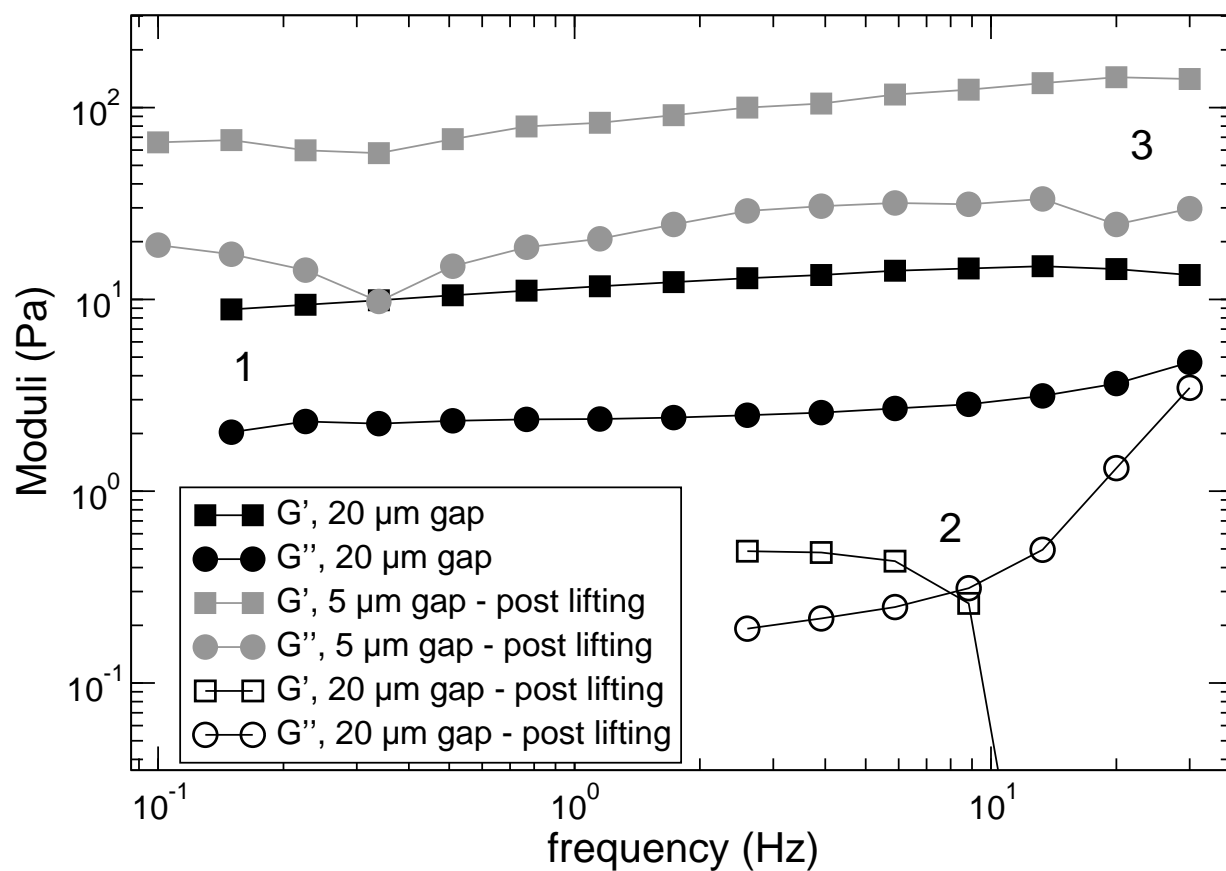 10^2
10^1
10^0
10^-1
Moduli (Pa)
3
1
2
G’, 20 µm gap
G’’, 20 µm gap
G’, 5 µm gap - post lifting
G’’, 5 µm gap - post lifting
G’, 20 µm gap - post lifting
G’’, 20 µm gap - post lifting
10^-1 10^0 10^1
frequency (Hz)